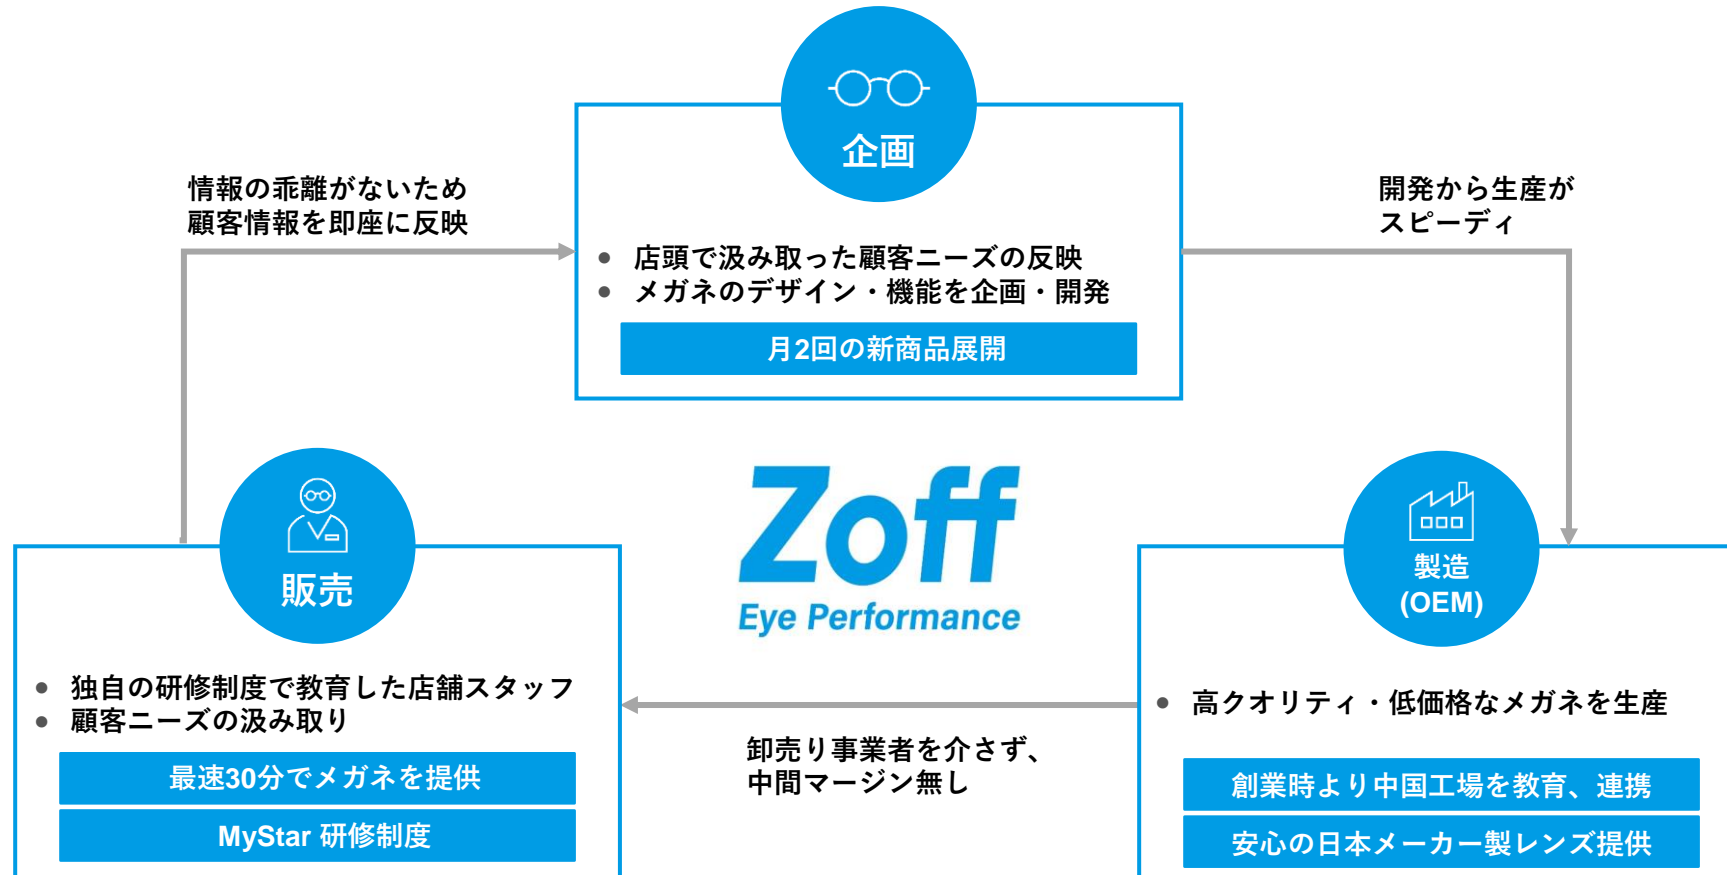 企画
情報の乖離がないため
顧客情報を即座に反映
開発から生産が
スピーディ
● 店頭で汲み取った顧客ニーズの反映
● メガネのデザイン・機能を企画・開発
月2回の新商品展開
Zoff
Eye Performance
販売
● 独自の研修制度で教育した店舗スタッフ
● 顧客ニーズの汲み取り
最速30分でメガネを提供
MyStar 研修制度
卸売り事業者を介さず、
中間マージン無し
製造
(OEM)
● 高クオリティ・低価格なメガネを生産
創業時より中国工場を教育、連携
安心の日本メーカー製レンズ提供